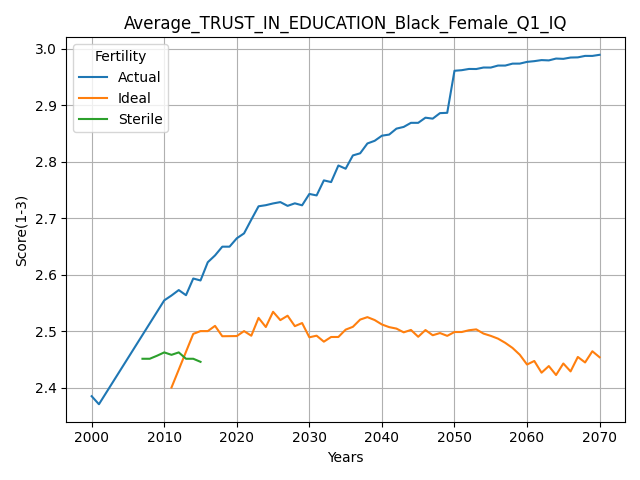 Average_TRUST_IN_EDUCATION_Black_Female_Q1_IQ
Fertility
Actual
Ideal
Sterile
Score(1-3)
3.0
2.9
2.8
2.7
2.6
2.5
2.4
2000 2010 2020 2030 2040 2050 2060 2070
Years